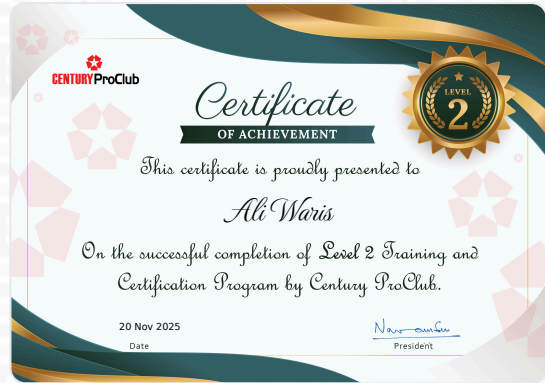 CENTURY ProClub
Certificate
OF ACHIEVEMENT
LEVEL
2
This certificate is proudly presented to
Ali Waris
On the successful completion of Level 2 Training and
Certification Program by Century ProClub.
20 Nov 2025
Date
President